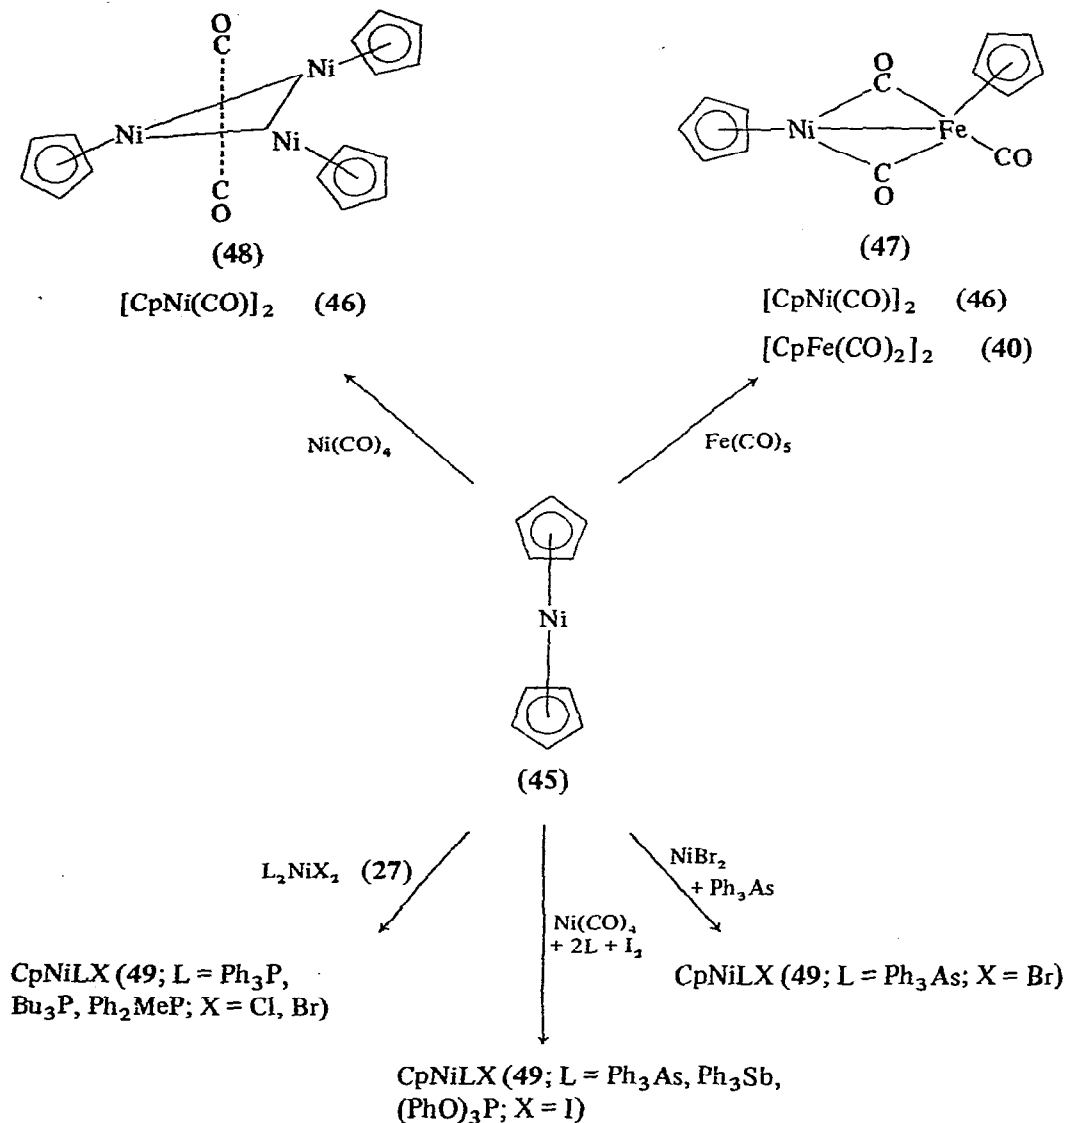 O
C
Ni
Ni
Ni
C
O
(48)
[CpNi(CO)]₂ (46)
O
C
Ni
Fe
CO
C
O
(47)
[CpNi(CO)]₂ (46)
[CpFe(CO)₂]₂ (40)
Ni(CO)₄
Fe(CO)₅
Ni
(45)
L₂NiX₂ (27)
Ni(CO)₄
+ 2L + I₂
NiBr₂
+ Ph₃As
CpNiLX (49; L = Ph₃P,
Bu₃P, Ph₂MeP; X = Cl, Br)
CpNiLX (49; L = Ph₃As; X = Br)
CpNiLX (49; L = Ph₃As, Ph₃Sb,
(PhO)₃P; X = I)